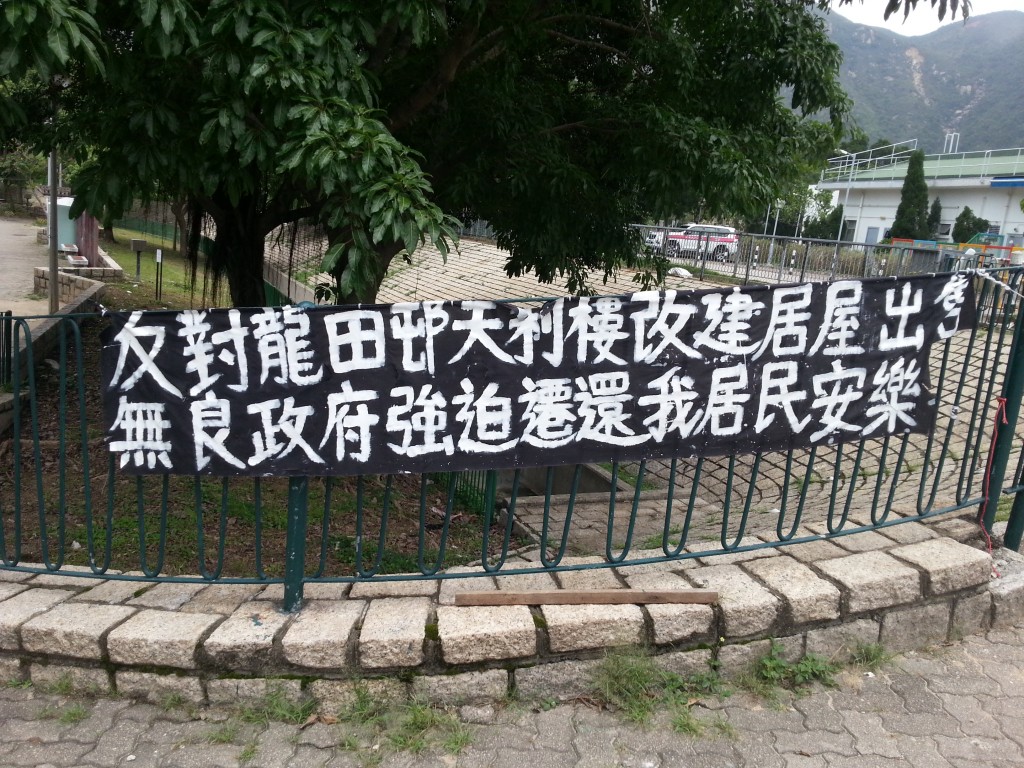 反對龍田邨天利樓改建居屋出售
無良政府強迫遷還我居民安樂